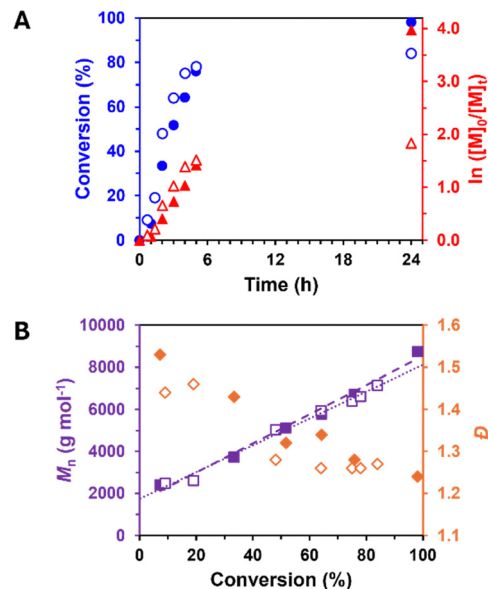 A
Conversion (%)
100
80
60
40
20
0
0 6 12 18 24
Time (h)
4.0
3.0
2.0
1.0
0.0
ln ([M]₀/[M]ₜ)
B
Mₙ (g mol⁻¹)
10000
8000
6000
4000
2000
0
0 20 40 60 80 100
Conversion (%)
1.6
1.5
1.4
1.3
1.2
1.1
Đ